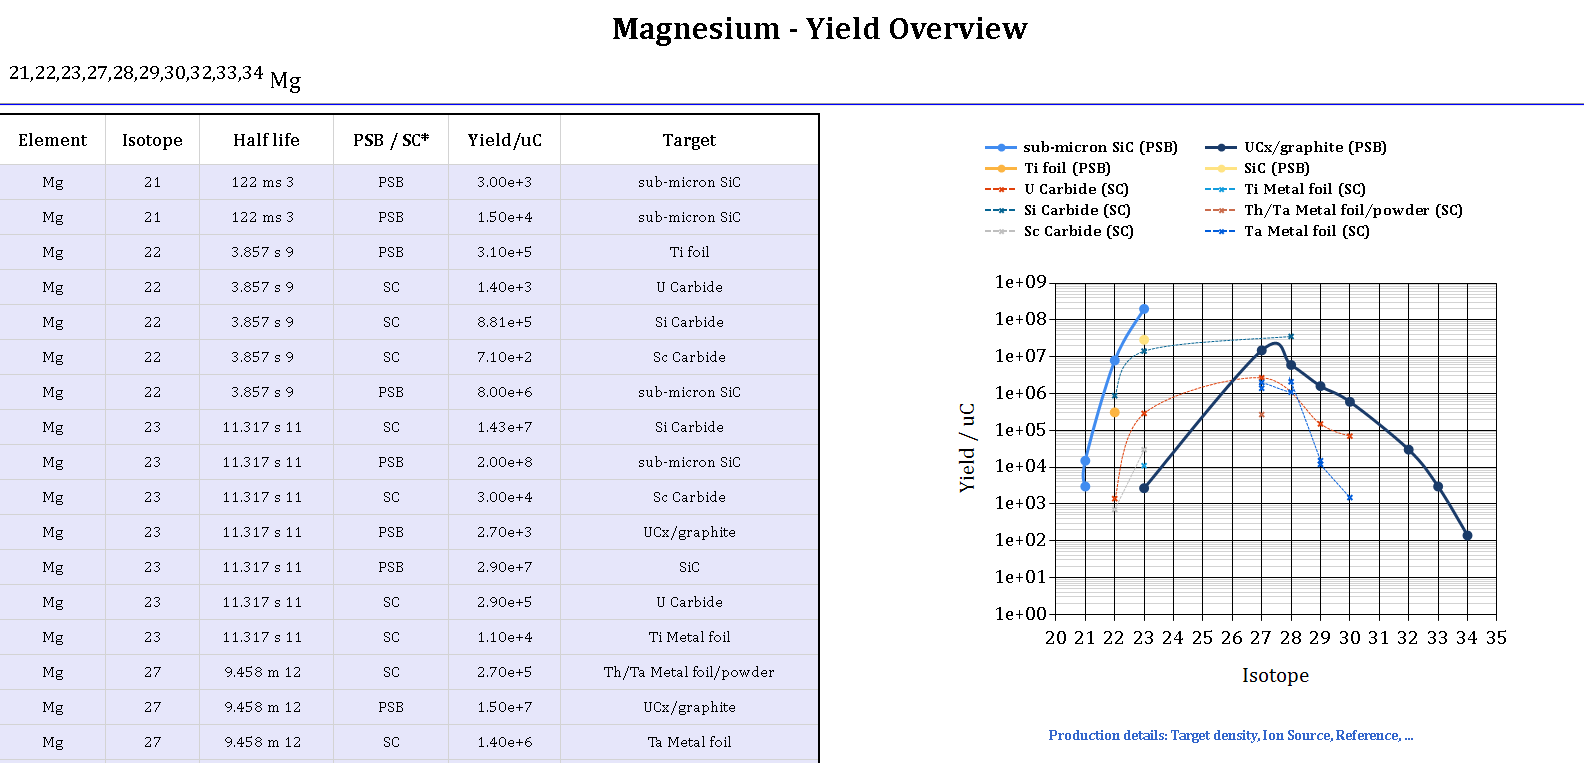 Magnesium - Yield Overview
21,22,23,27,28,29,30,32,33,34 Mg
Element Isotope Half life PSB / SC* Yield/uC Target
Mg 21 122 ms 3 PSB 3.00e+3 sub-micron SiC
Mg 21 122 ms 3 PSB 1.50e+4 sub-micron SiC
Mg 22 3.857 s 9 PSB 3.10e+5 Ti foil
Mg 22 3.857 s 9 SC 1.40e+3 U Carbide
Mg 22 3.857 s 9 SC 8.81e+5 Si Carbide
Mg 22 3.857 s 9 SC 7.10e+2 Sc Carbide
Mg 22 3.857 s 9 PSB 8.00e+6 sub-micron SiC
Mg 23 11.317 s 11 SC 1.43e+7 Si Carbide
Mg 23 11.317 s 11 PSB 2.00e+8 sub-micron SiC
Mg 23 11.317 s 11 SC 3.00e+4 Sc Carbide
Mg 23 11.317 s 11 PSB 2.70e+3 UCx/graphite
Mg 23 11.317 s 11 PSB 2.90e+7 SiC
Mg 23 11.317 s 11 SC 2.90e+5 U Carbide
Mg 23 11.317 s 11 SC 1.10e+4 Ti Metal foil
Mg 27 9.458 m 12 SC 2.70e+5 Th/Ta Metal foil/powder
Mg 27 9.458 m 12 PSB 1.50e+7 UCx/graphite
Mg 27 9.458 m 12 SC 1.40e+6 Ta Metal foil
sub-micron SiC (PSB) UCx/graphite (PSB)
Ti foil (PSB) SiC (PSB)
U Carbide (SC) Ti Metal foil (SC)
Si Carbide (SC) Th/Ta Metal foil/powder (SC)
Sc Carbide (SC) Ta Metal foil (SC)
1e+09
1e+08
1e+07
1e+06
1e+05
1e+04
1e+03
1e+02
1e+01
1e+00
Yield / uC
20 21 22 23 24 25 26 27 28 29 30 31 32 33 34 35
Isotope
Production details: Target density, Ion Source, Reference, ...